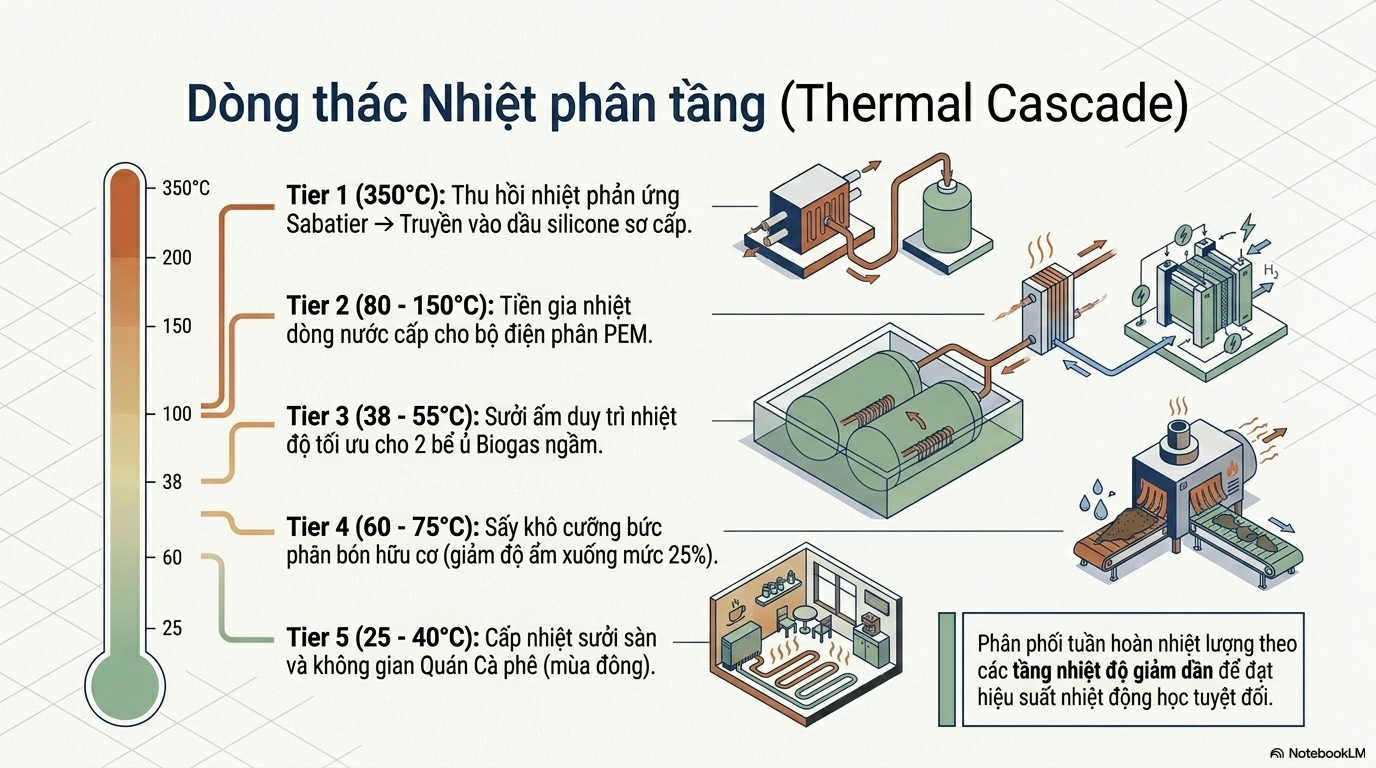 Dòng thác Nhiệt phân tầng (Thermal Cascade)
350°C
200
150
100
38
60
25
Tier 1 (350°C): Thu hồi nhiệt phản ứng
Sabatier → Truyền vào dầu silicone sơ cấp.
Tier 2 (80 - 150°C): Tiền gia nhiệt
dòng nước cấp cho bộ điện phân PEM.
Tier 3 (38 - 55°C): Sưởi ấm duy trì nhiệt
độ tối ưu cho 2 bể ủ Biogas ngầm.
Tier 4 (60 - 75°C): Sấy khô cưỡng bức
phân bón hữu cơ (giảm độ ẩm xuống mức 25%).
Tier 5 (25 - 40°C): Cấp nhiệt sưởi sàn
và không gian Quán Cà phê (mùa đông).
H₂
Phân phối tuần hoàn nhiệt lượng theo
các tầng nhiệt độ giảm dần để đạt
hiệu suất nhiệt động học tuyệt đối.
NotebookLM